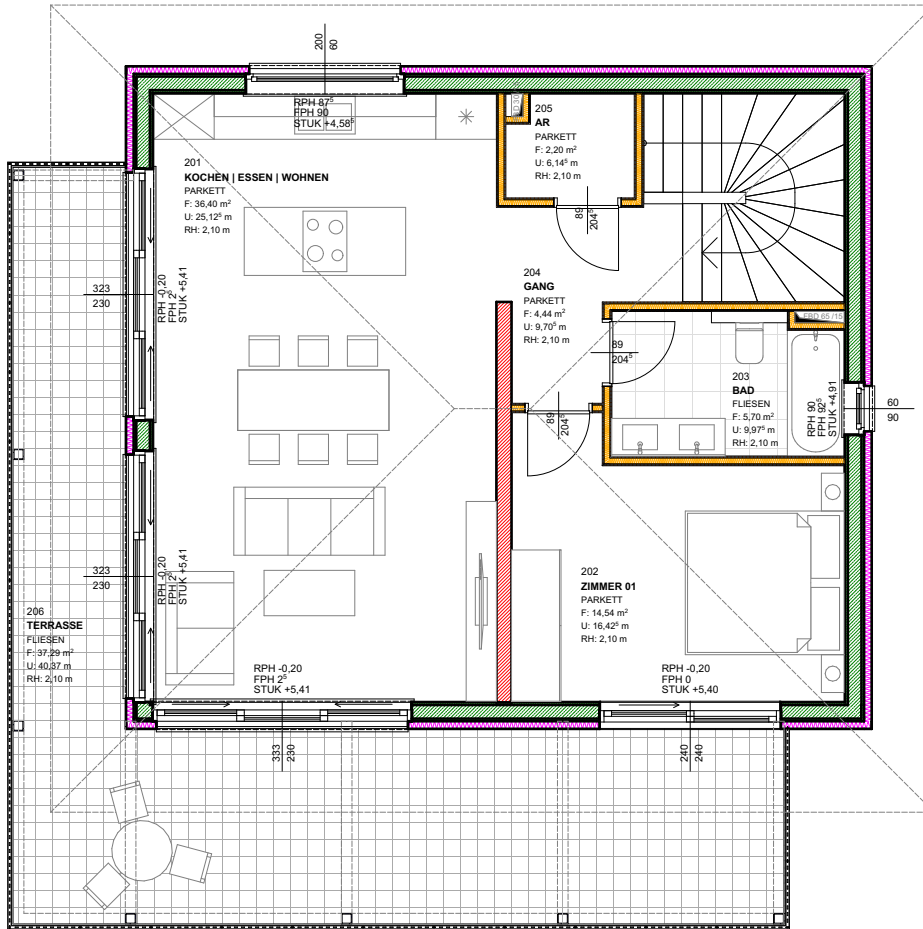 200
60
RPH 87⁵
FPH 90
STUK +4,58⁵
205
AR
PARKETT
F: 2,20 m²
U: 6,14⁵ m
RH: 2,10 m
201
KOCHEN | ESSEN | WOHNEN
PARKETT
F: 36,40 m²
U: 25,12⁵ m
RH: 2,10 m
89
204⁵
204
GANG
PARKETT
F: 4,44 m²
U: 9,70⁵ m
RH: 2,10 m
323
230
RPH -0,20
FPH 2⁵
STUK +5,41
FBD 65 /15
89
204⁵
203
BAD
FLIESEN
F: 5,70 m²
U: 9,97⁵ m
RH: 2,10 m
RPH 90
FPH 92⁵
STUK +4,91
60
90
89
204⁵
323
230
RPH -0,20
FPH 2⁵
STUK +5,41
202
ZIMMER 01
PARKETT
F: 14,54 m²
U: 16,42⁵ m
RH: 2,10 m
206
TERRASSE
FLIESEN
F: 37,29 m²
U: 40,37 m
RH: 2,10 m
RPH -0,20
FPH 2⁵
STUK +5,41
RPH -0,20
FPH 0
STUK +5,40
333
230
240
240